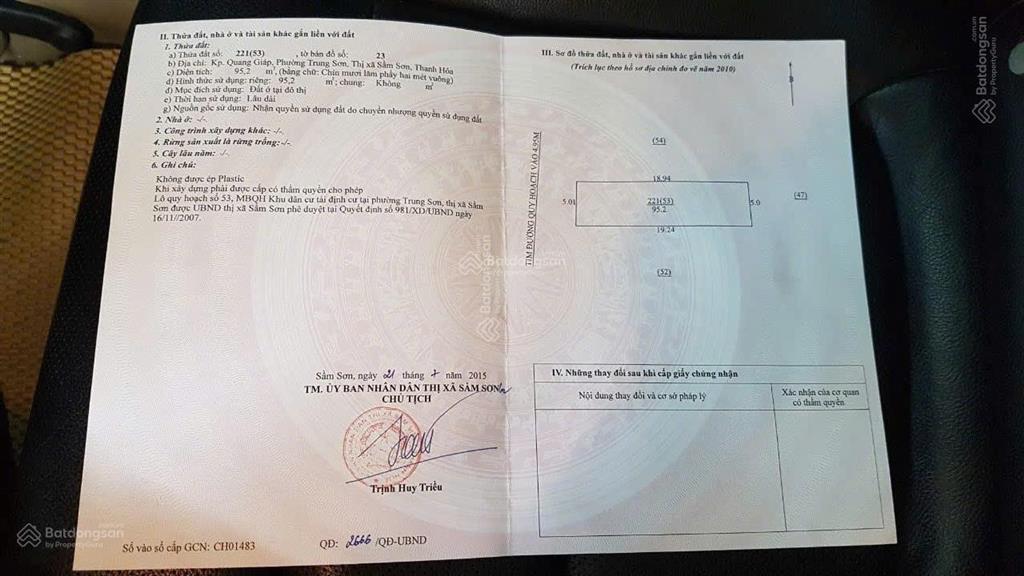 II. Thửa đất, nhà ở và tài sản khác gắn liền với đất
1. Thửa đất:
a) Thửa đất số: 221(53) , tờ bản đồ số: 23
b) Địa chỉ: Kp. Quang Giáp, Phường Trung Sơn, Thị xã Sầm Sơn, Thanh Hóa
c) Diện tích: 95,2 m², (bằng chữ: Chín mươi lăm phẩy hai mét vuông)
d) Hình thức sử dụng: riêng: 95,2 m²; chung: Không m²
đ) Mục đích sử dụng: Đất ở tại đô thị
e) Thời hạn sử dụng: Lâu dài
g) Nguồn gốc sử dụng: Nhận quyền sử dụng đất do chuyển nhượng quyền sử dụng đất
2. Nhà ở: -/-.
3. Công trình xây dựng khác: -/-.
4. Rừng sản xuất là rừng trồng:-/-.
5. Cây lâu năm: -/-.
6. Ghi chú:
Không được ép Plastic
Khi xây dựng phải được cấp có thẩm quyền cho phép
Lô quy hoạch số 53, MBQH Khu dân cư tái định cư tại phường Trung Sơn, thị xã Sầm
Sơn được UBND thị xã Sầm Sơn phê duyệt tại Quyết định số 981/XD/UBND ngày
16/11//2007.
Sầm Sơn, ngày 21 tháng 7 năm 2015
TM. ỦY BAN NHÂN DÂN THỊ XÃ SẦM SƠN
CHỦ TỊCH
Trịnh Huy Triều
Số vào sổ cấp GCN: CH01483
QĐ: 2666 /QĐ-UBND
III. Sơ đồ thửa đất, nhà ở và tài sản khác gắn liền với đất
(Trích lục theo hồ sơ địa chính đo vẽ năm 2010)
B
TIM ĐƯỜNG QUY HOẠCH VÀO 4.95M
(54)
18.94
5.01
221(53)
95.2
5.0
(47)
19.24
(52)
IV. Những thay đổi sau khi cấp giấy chứng nhận
Nội dung thay đổi và cơ sở pháp lý
Xác nhận của cơ quan
có thẩm quyền
Batdongsan
.com.vn
by PropertyGuru
Batdongsan
.com.vn
by PropertyGuru
Batdongsan
Batdongsan